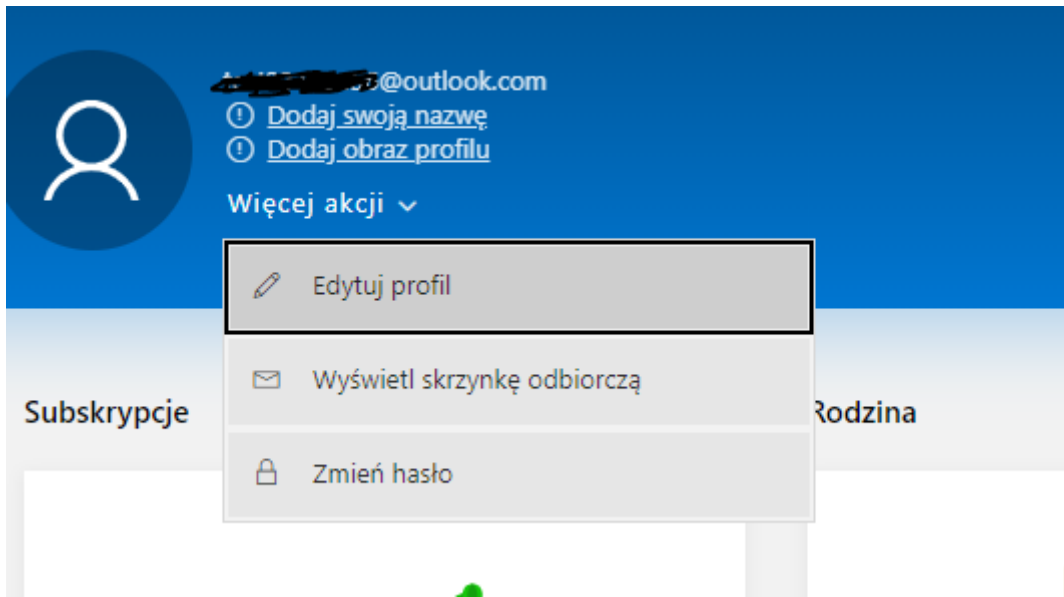 @outlook.com
Dodaj swoją nazwę
Dodaj obraz profilu
Więcej akcji
Edytuj profil
Wyświetl skrzynkę odbiorczą
Subskrypcje
Rodzina
Zmień hasło